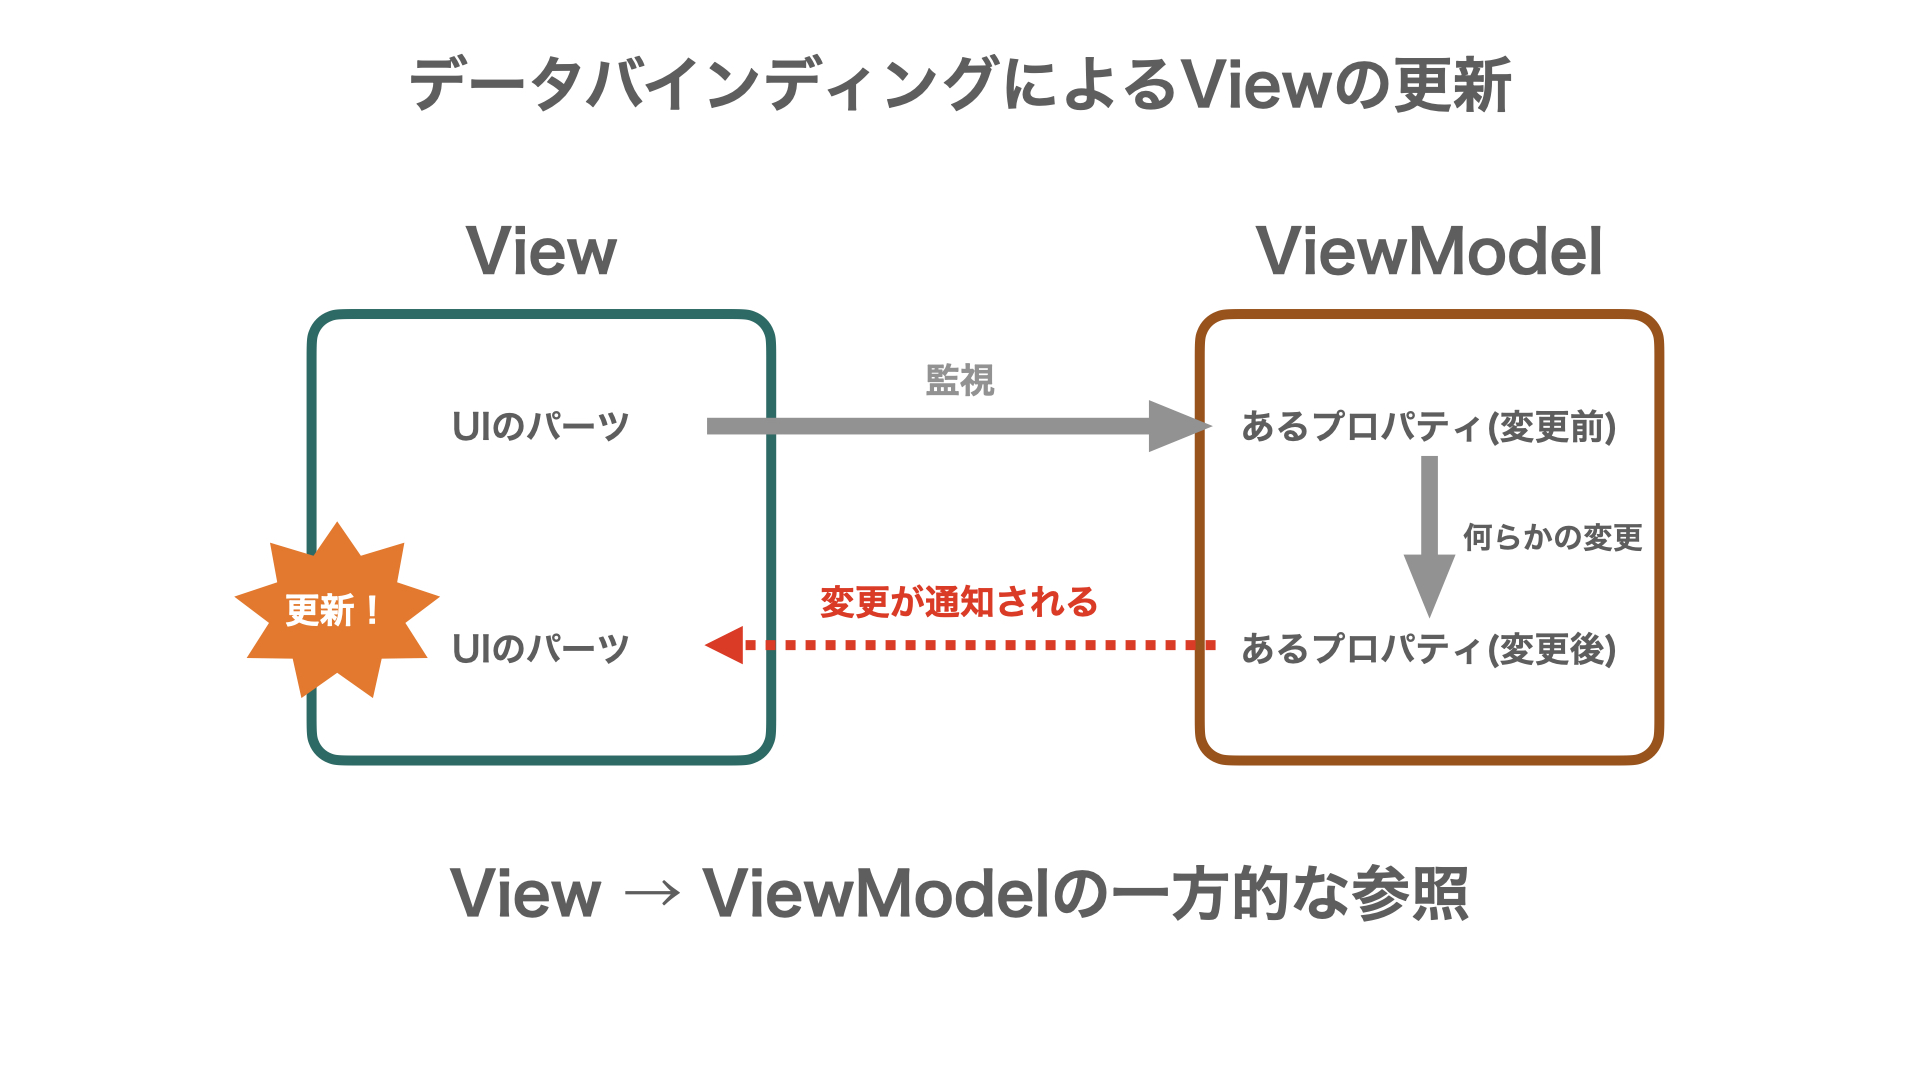 データバインディングによるViewの更新
View
ViewModel
監視
UIのパーツ
あるプロパティ(変更前)
何らかの変更
変更が通知される
更新！
UIのパーツ
あるプロパティ(変更後)
View → ViewModelの一方的な参照